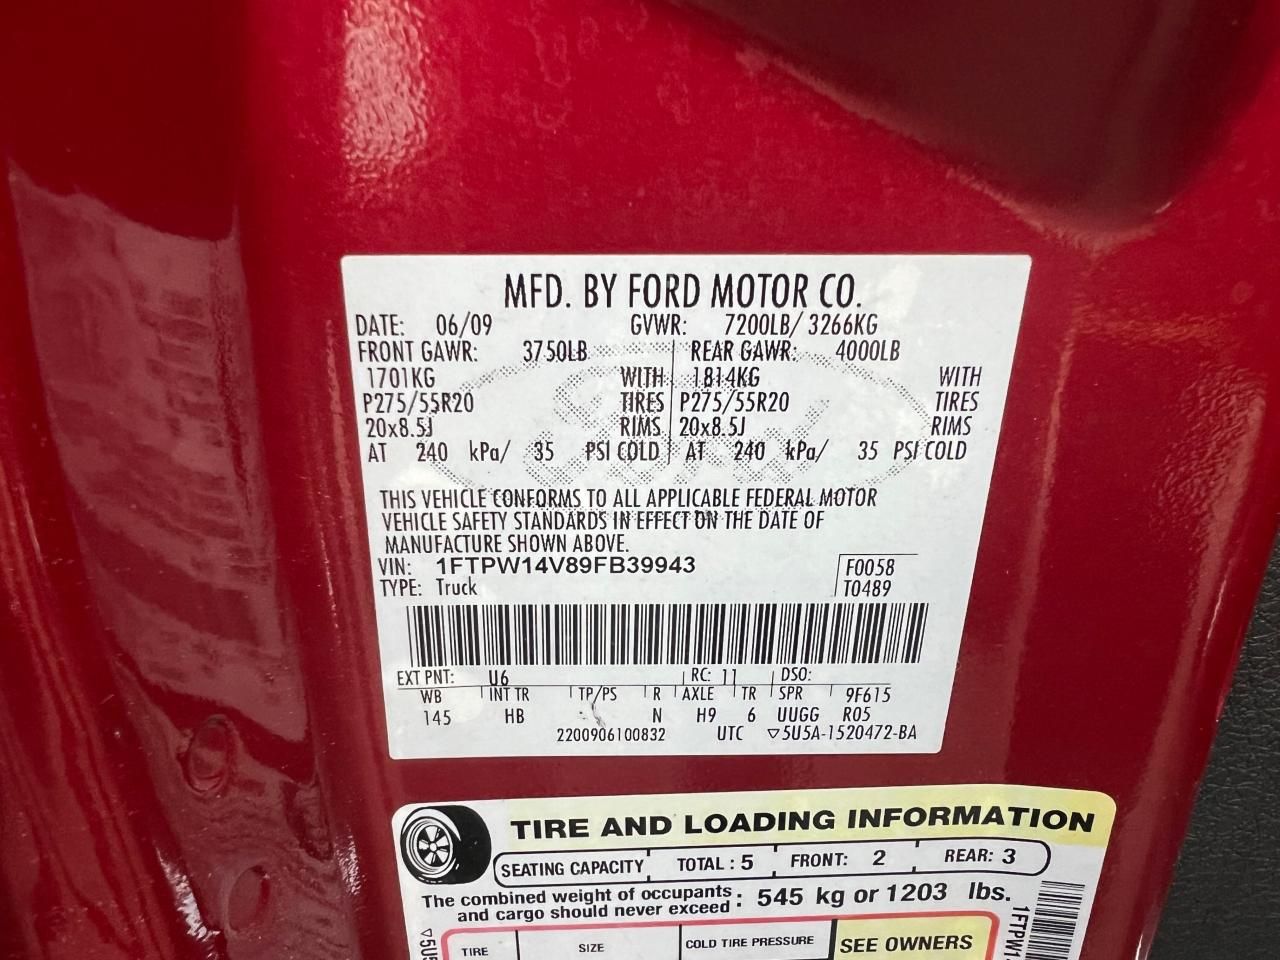 MFD. BY FORD MOTOR CO.
DATE: 06/09 GVWR: 7200LB/ 3266KG
FRONT GAWR: 3750LB REAR GAWR: 4000LB
1701KG WITH 1814KG WITH
P275/55R20 TIRES P275/55R20 TIRES
20x8.5J RIMS 20x8.5J RIMS
AT 240 kPa/ 35 PSI COLD AT 240 kPa/ 35 PSI COLD
THIS VEHICLE CONFORMS TO ALL APPLICABLE FEDERAL MOTOR
VEHICLE SAFETY STANDARDS IN EFFECT ON THE DATE OF
MANUFACTURE SHOWN ABOVE.
VIN: 1FTPW14V89FB39943 F0058
TYPE: Truck T0489
EXT PNT: U6 RC: 11 DSO:
WB INT TR TP/PS R AXLE TR SPR 9F615
145 HB N H9 6 UUGG R05
2200906100832 UTC ▽5U5A-1520472-BA
TIRE AND LOADING INFORMATION
SEATING CAPACITY TOTAL : 5 FRONT: 2 REAR: 3
The combined weight of occupants
and cargo should never exceed : 545 kg or 1203 lbs.
TIRE SIZE COLD TIRE PRESSURE SEE OWNERS
▽5U5
1FTPW1